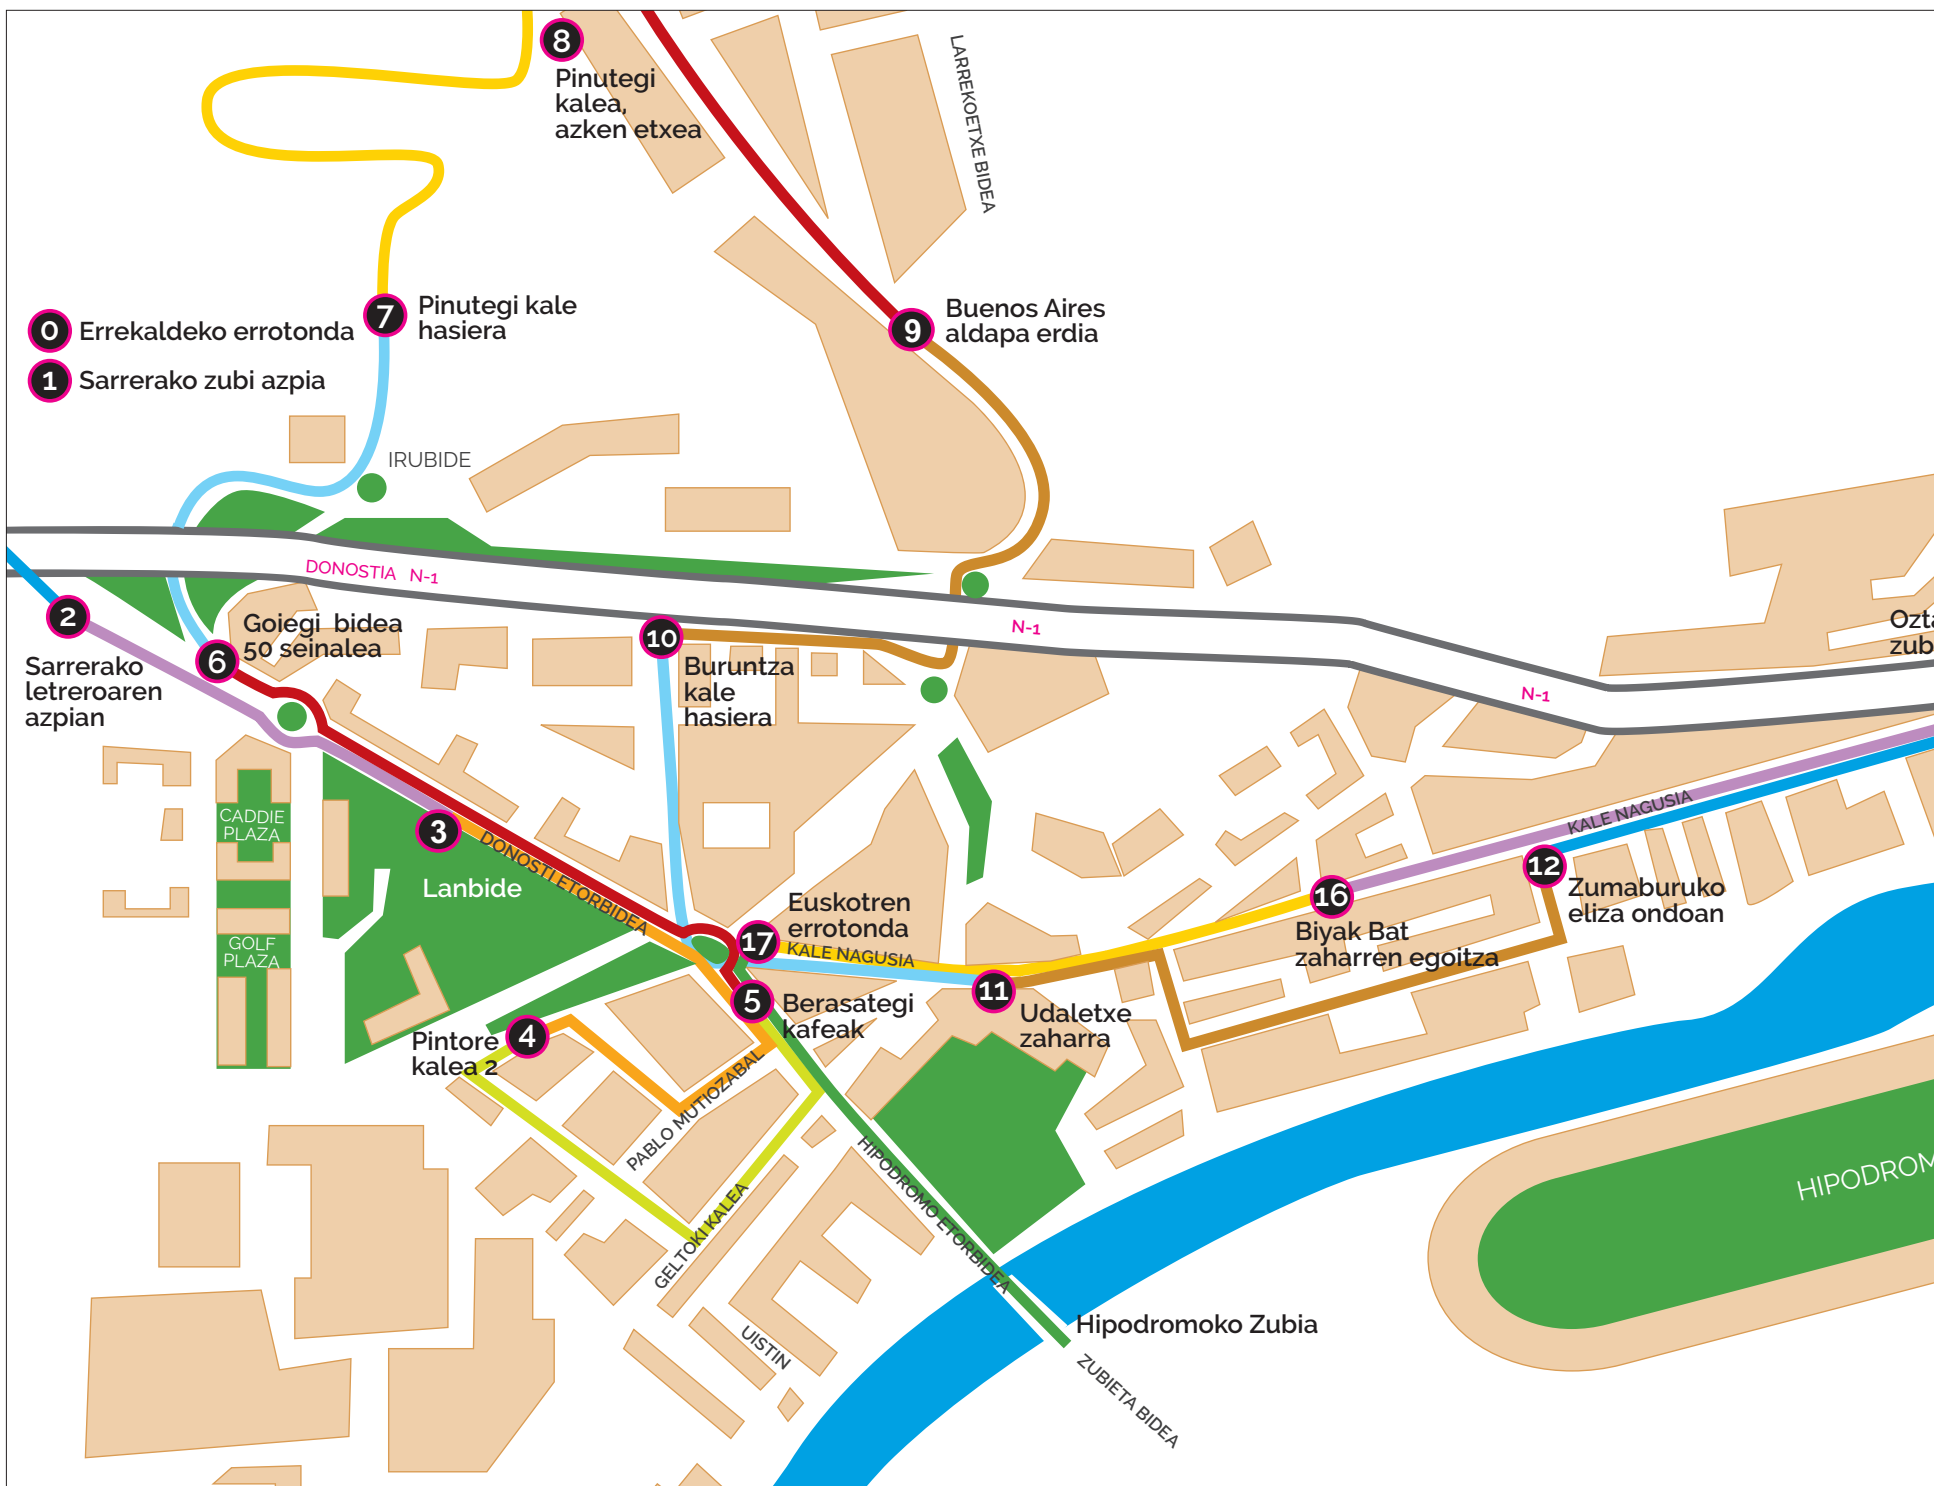 8
Pinutegi
kalea,
azken etxea
LARREKOETXE BIDEA
7
Pinutegi kale
hasiera
0 Errekaldeko errotonda
1 Sarrerako zubi azpia
9
Buenos Aires
aldapa erdia
IRUBIDE
DONOSTIA N-1
N-1
N-1
2
Sarrerako
letreroaren
azpian
6
Goiegi bidea
50 seinalea
10
Buruntza
kale
hasiera
CADDIE
PLAZA
GOLF
PLAZA
3
DONOSTI ETORBIDEA
Lanbide
17
Euskotren
errotonda
KALE NAGUSIA
5
Berasategi
kafeak
4
Pintore
kalea 2
11
Udaletxe
zaharra
16
Biyak Bat
zaharren egoitza
KALE NAGUSIA
12
Zumaburuko
eliza ondoan
PABLO MUTIOZABAL
GELTOKI KALEA
HIPODROMO ETORBIDEA
UISTIN
Hipodromoko Zubia
ZUBIETA BIDEA